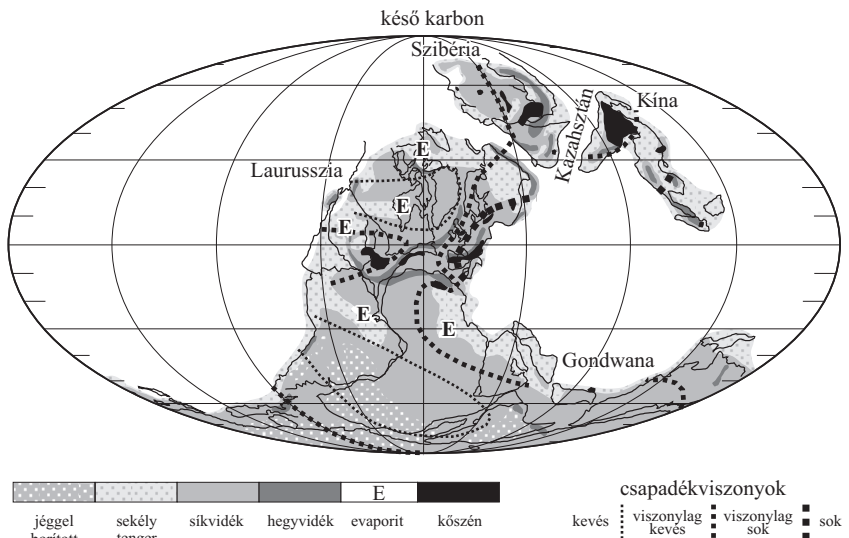 késő karbon
Szibéria
Kazahsztán
Kína
Laurusszia
E
E
E
E
E
Gondwana
E
csapadékviszonyok
jéggel
borított
sekély
tenger
síkvidék
hegyvidék
evaporit
kőszén
kevés
viszonylag
kevés
viszonylag
sok
sok